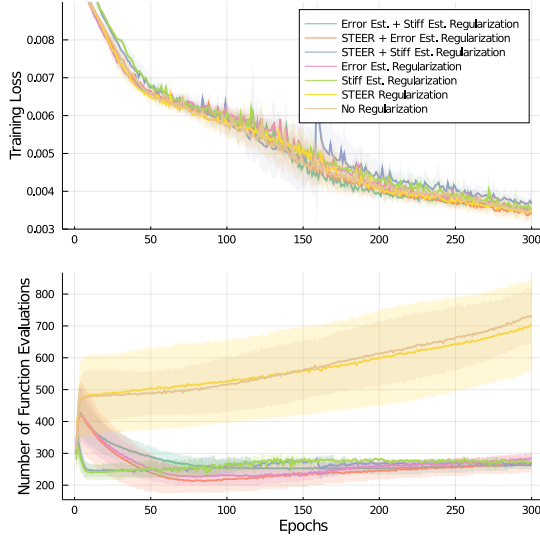 Training Loss
0.008
0.007
0.006
0.005
0.004
0.003
Error Est. + Stiff Est. Regularization
STEER + Error Est. Regularization
STEER + Stiff Est. Regularization
Error Est. Regularization
Stiff Est. Regularization
STEER Regularization
No Regularization
0
50
100
150
200
250
300
Epochs
Number of Function Evaluations
800
700
600
500
400
300
200
0
50
100
150
200
250
300
Epochs